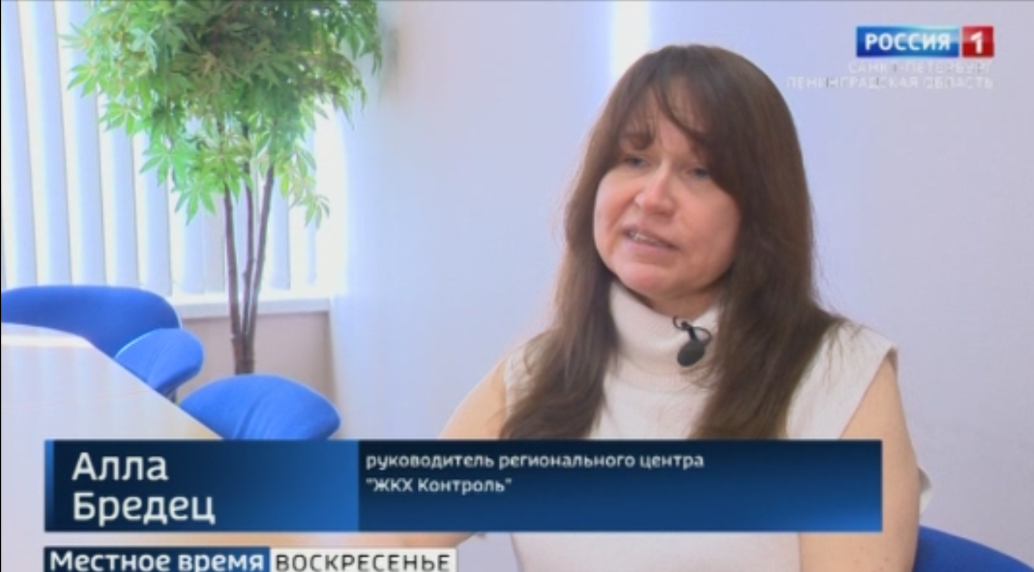 РОССИЯ 1
САНКТ-ПЕТЕРБУРГ
ЛЕНИНГРАДСКАЯ ОБЛАСТЬ
Алла
Бредец
руководитель регионального центра
"ЖКХ Контроль"
Местное время ВОСКРЕСЕНЬЕ